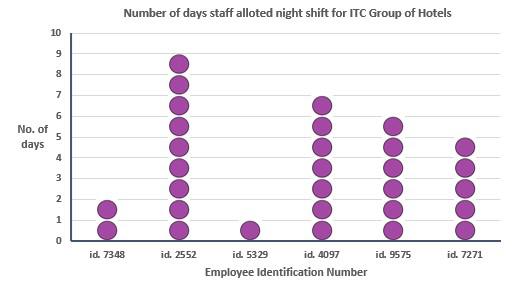 Number of days staff alloted night shift for ITC Group of Hotels
10
9
8
7
6
5
4
3
2
1
0
No. of
days
id. 7348 id. 2552 id. 5329 id. 4097 id. 9575 id. 7271
Employee Identification Number